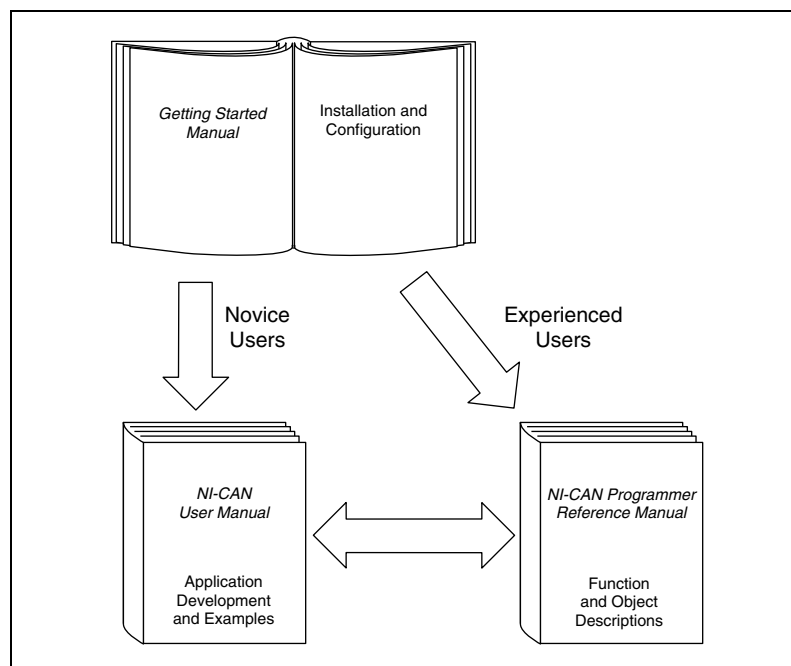 Getting Started
Manual
Installation and
Configuration
Novice
Users
Experienced
Users
NI-CAN
User Manual
Application
Development
and Examples
NI-CAN Programmer
Reference Manual
Function
and Object
Descriptions